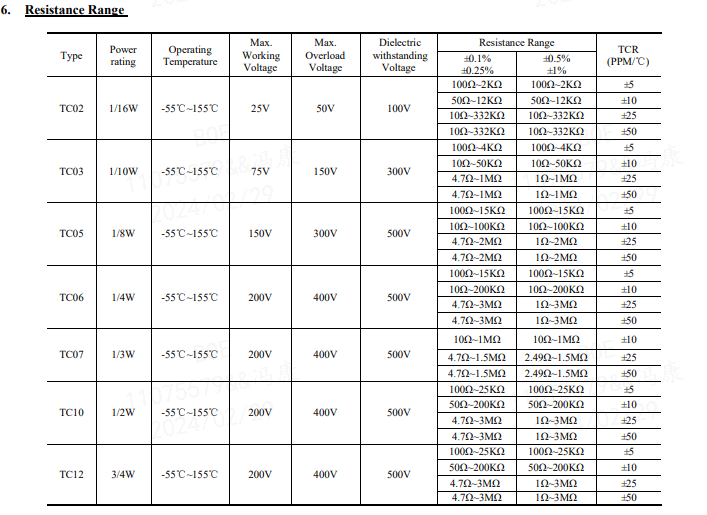 6. Resistance Range
Type Power rating Operating Temperature Max. Working Voltage Max. Overload Voltage Dielectric withstanding Voltage Resistance Range TCR (PPM/℃)
±0.1% ±0.25% ±0.5% ±1%
TC02 1/16W -55℃~155℃ 25V 50V 100V
100Ω~2KΩ 100Ω~2KΩ ±5
50Ω~12KΩ 50Ω~12KΩ ±10
10Ω~332KΩ 10Ω~332KΩ ±25
10Ω~332KΩ 10Ω~332KΩ ±50
TC03 1/10W -55℃~155℃ 75V 150V 300V
100Ω~4KΩ 100Ω~4KΩ ±5
10Ω~50KΩ 10Ω~50KΩ ±10
4.7Ω~1MΩ 1Ω~1MΩ ±25
4.7Ω~1MΩ 1Ω~1MΩ ±50
TC05 1/8W -55℃~155℃ 150V 300V 500V
100Ω~15KΩ 100Ω~15KΩ ±5
10Ω~100KΩ 10Ω~100KΩ ±10
4.7Ω~2MΩ 1Ω~2MΩ ±25
4.7Ω~2MΩ 1Ω~2MΩ ±50
TC06 1/4W -55℃~155℃ 200V 400V 500V
100Ω~15KΩ 100Ω~15KΩ ±5
10Ω~200KΩ 10Ω~200KΩ ±10
4.7Ω~3MΩ 1Ω~3MΩ ±25
4.7Ω~3MΩ 1Ω~3MΩ ±50
TC07 1/3W -55℃~155℃ 200V 400V 500V
10Ω~1MΩ 10Ω~1MΩ ±10
4.7Ω~1.5MΩ 2.49Ω~1.5MΩ ±25
4.7Ω~1.5MΩ 2.49Ω~1.5MΩ ±50
TC10 1/2W -55℃~155℃ 200V 400V 500V
100Ω~25KΩ 100Ω~25KΩ ±5
50Ω~200KΩ 50Ω~200KΩ ±10
4.7Ω~3MΩ 1Ω~3MΩ ±25
4.7Ω~3MΩ 1Ω~3MΩ ±50
TC12 3/4W -55℃~155℃ 200V 400V 500V
100Ω~25KΩ 100Ω~25KΩ ±5
50Ω~200KΩ 50Ω~200KΩ ±10
4.7Ω~3MΩ 1Ω~3MΩ ±25
4.7Ω~3MΩ 1Ω~3MΩ ±50